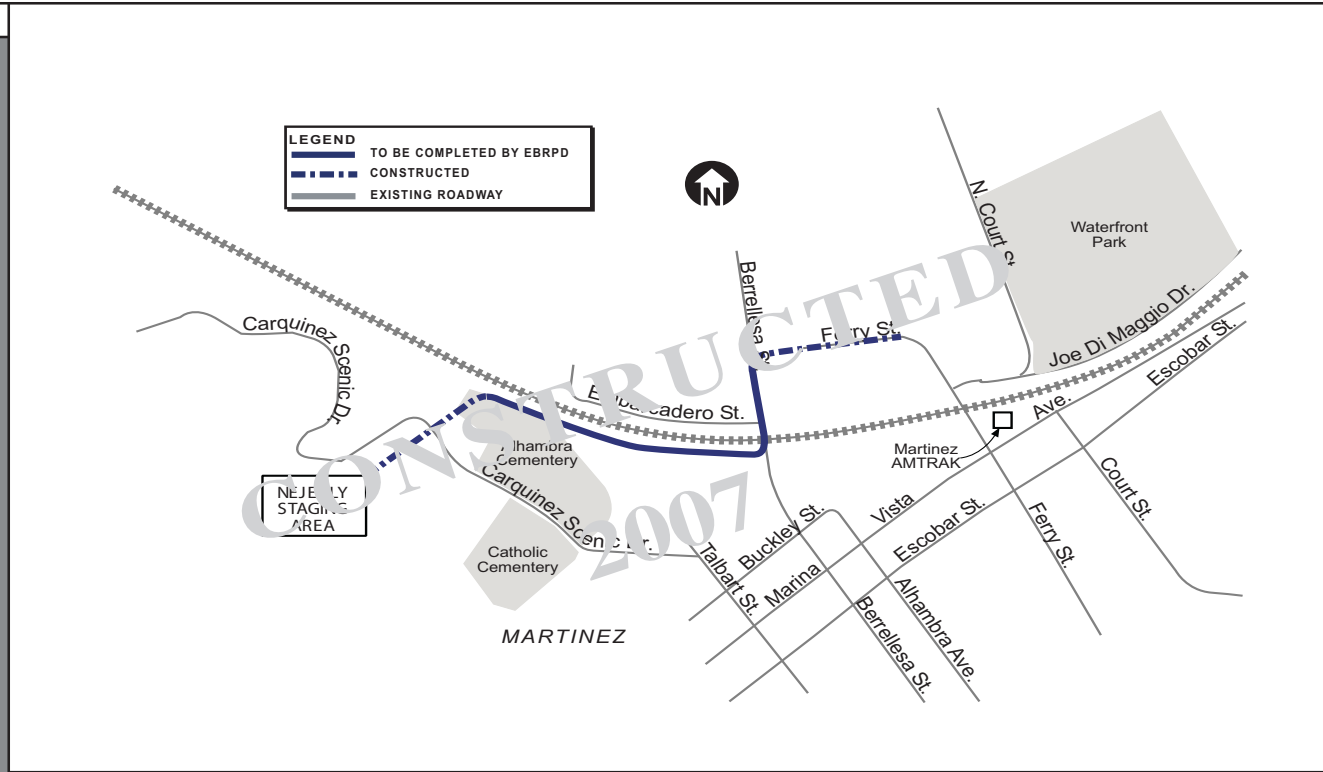 LEGEND
TO BE COMPLETED BY EBRPD
CONSTRUCTED
EXISTING ROADWAY
N
N. Court St.
Waterfront
Park
Berrellesa St.
Ferry St.
Joe Di Maggio Dr.
Carquinez Scenic Dr.
Escobar St.
Embarcadero St.
Ave.
Martinez
AMTRAK
Alhambra
Cementery
CONSTRUCTED
2007
NEJEDLY
STAGING
AREA
Carquinez Scenic Dr.
Catholic
Cementery
Court St.
Vista
Escobar St.
Ferry St.
Buckley St.
Talbart St.
Marina
Alhambra Ave.
Berrellesa St.
MARTINEZ